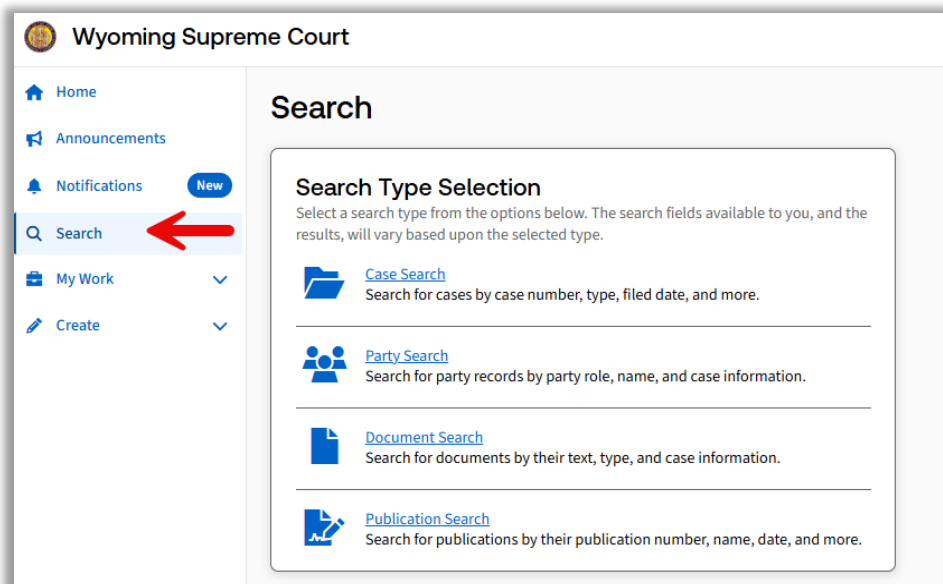 Wyoming Supreme Court
Home
Announcements
Notifications New
Search
My Work
Create
Search
Search Type Selection
Select a search type from the options below. The search fields available to you, and the
results, will vary based upon the selected type.
Case Search
Search for cases by case number, type, filed date, and more.
Party Search
Search for party records by party role, name, and case information.
Document Search
Search for documents by their text, type, and case information.
Publication Search
Search for publications by their publication number, name, date, and more.